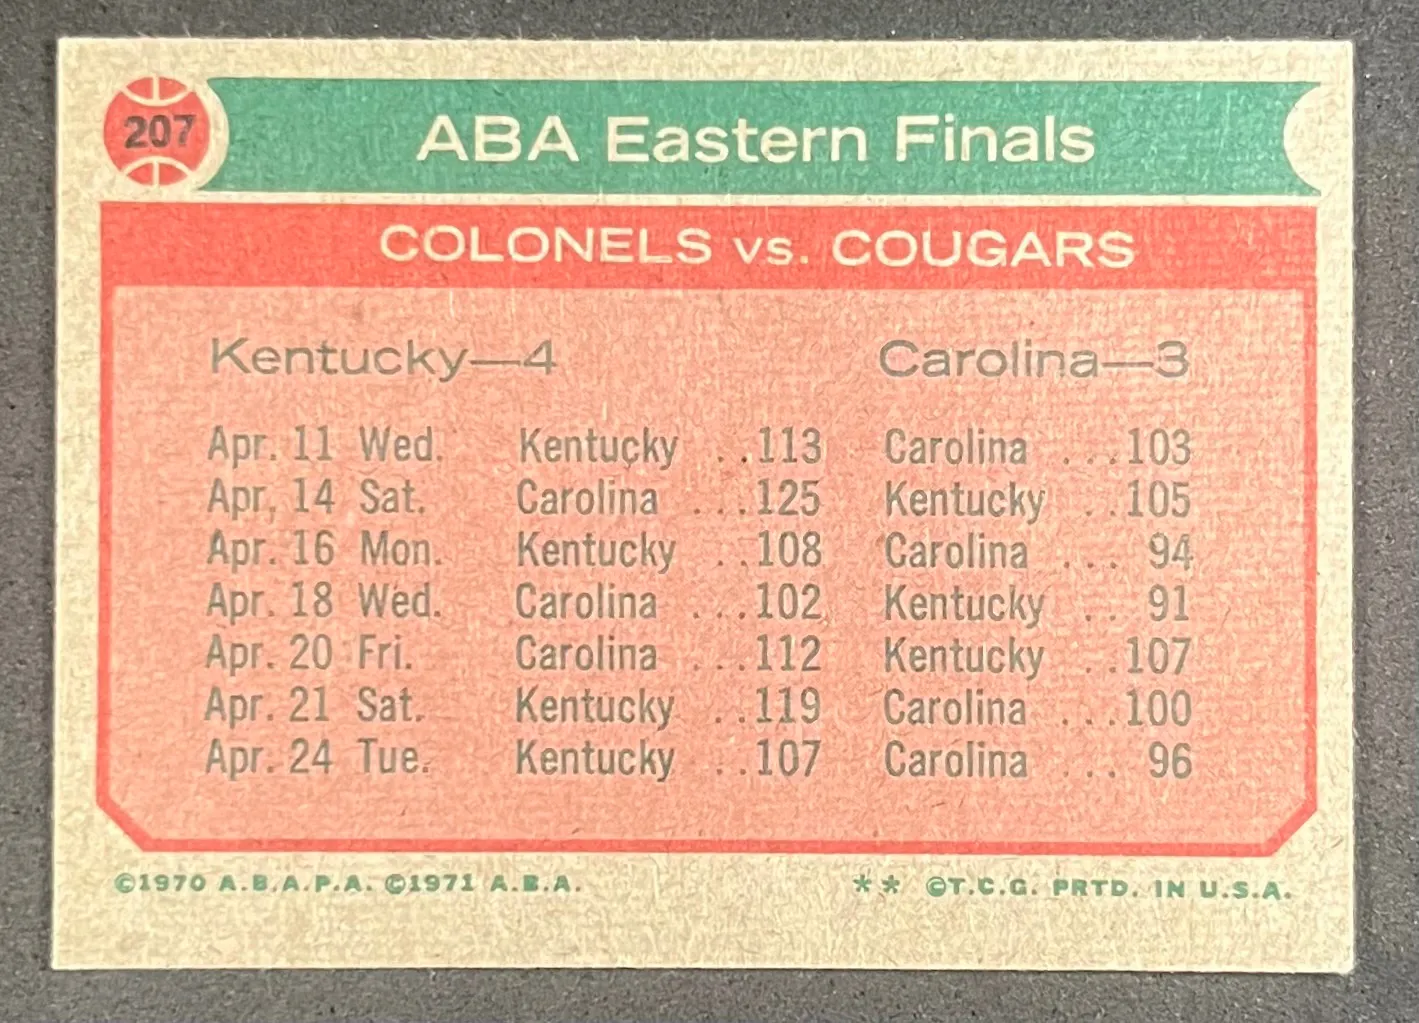 207
ABA Eastern Finals
COLONELS vs. COUGARS
Kentucky—4 Carolina—3
Apr. 11 Wed. Kentucky ..113 Carolina ...103
Apr. 14 Sat. Carolina ...125 Kentucky ..105
Apr. 16 Mon. Kentucky ..108 Carolina ... 94
Apr. 18 Wed. Carolina ...102 Kentucky .. 91
Apr. 20 Fri. Carolina ...112 Kentucky ..107
Apr. 21 Sat. Kentucky ..119 Carolina ...100
Apr. 24 Tue. Kentucky ..107 Carolina ... 96
©1970 A.B.A.P.A. ©1971 A.B.A. ** ©T.C.G. PRTD. IN U.S.A.